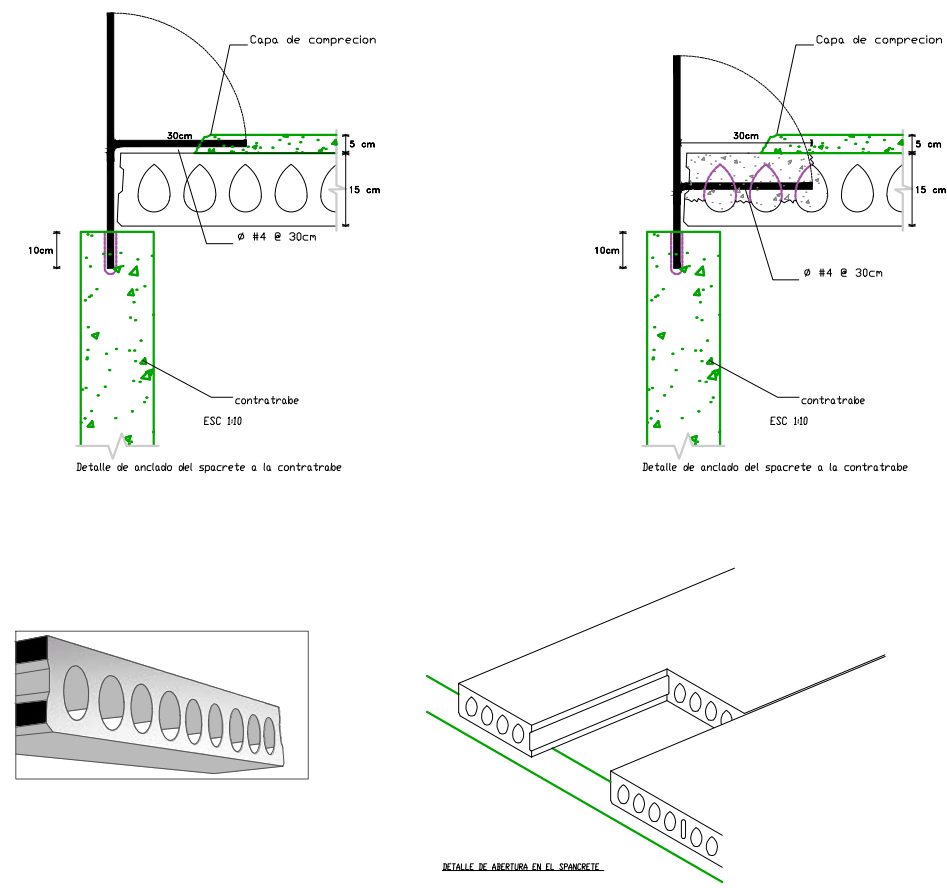 Capa de comprecion
30cm
5 cm
15 cm
Ø #4 @ 30cm
10cm
contratrabe
ESC 1:10
Detalle de anclado del spacrete a la contratrabe
Capa de comprecion
30cm
5 cm
15 cm
10cm
Ø #4 @ 30cm
contratrabe
ESC 1:10
Detalle de anclado del spacrete a la contratrabe
DETALLE DE ABERTURA EN EL SPANCRETE